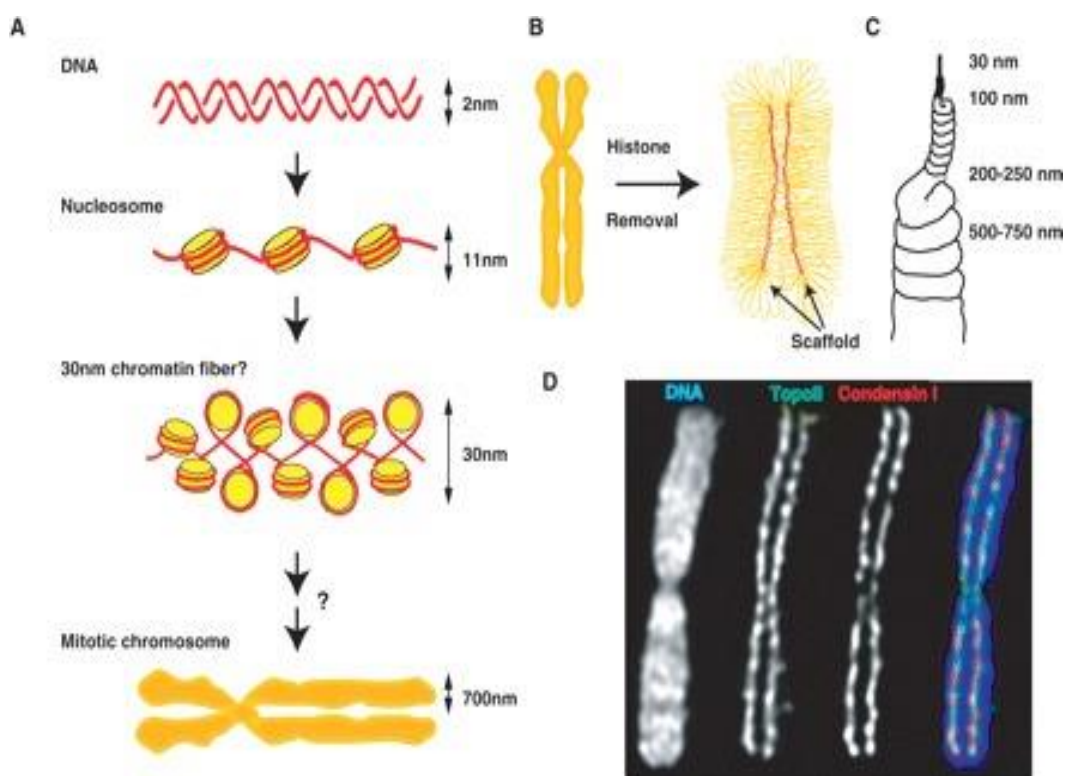 A
DNA
2nm
Nucleosome
11nm
30nm chromatin fiber?
30nm
?
Mitotic chromosome
700nm
B
Histone
Removal
Scaffold
C
30 nm
100 nm
200-250 nm
500-750 nm
D
DNA
TopoII
Condensin I